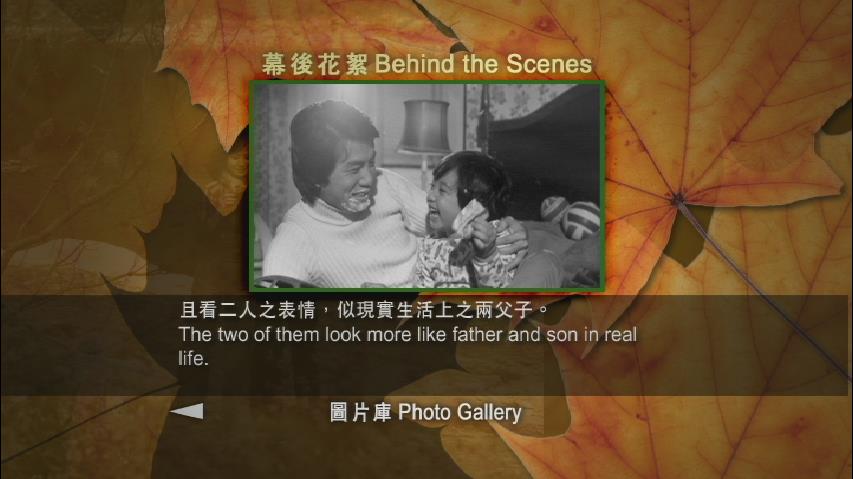 幕後花絮 Behind the Scenes
且看二人之表情，似現實生活上之兩父子。
The two of them look more like father and son in real
life.
圖片庫 Photo Gallery